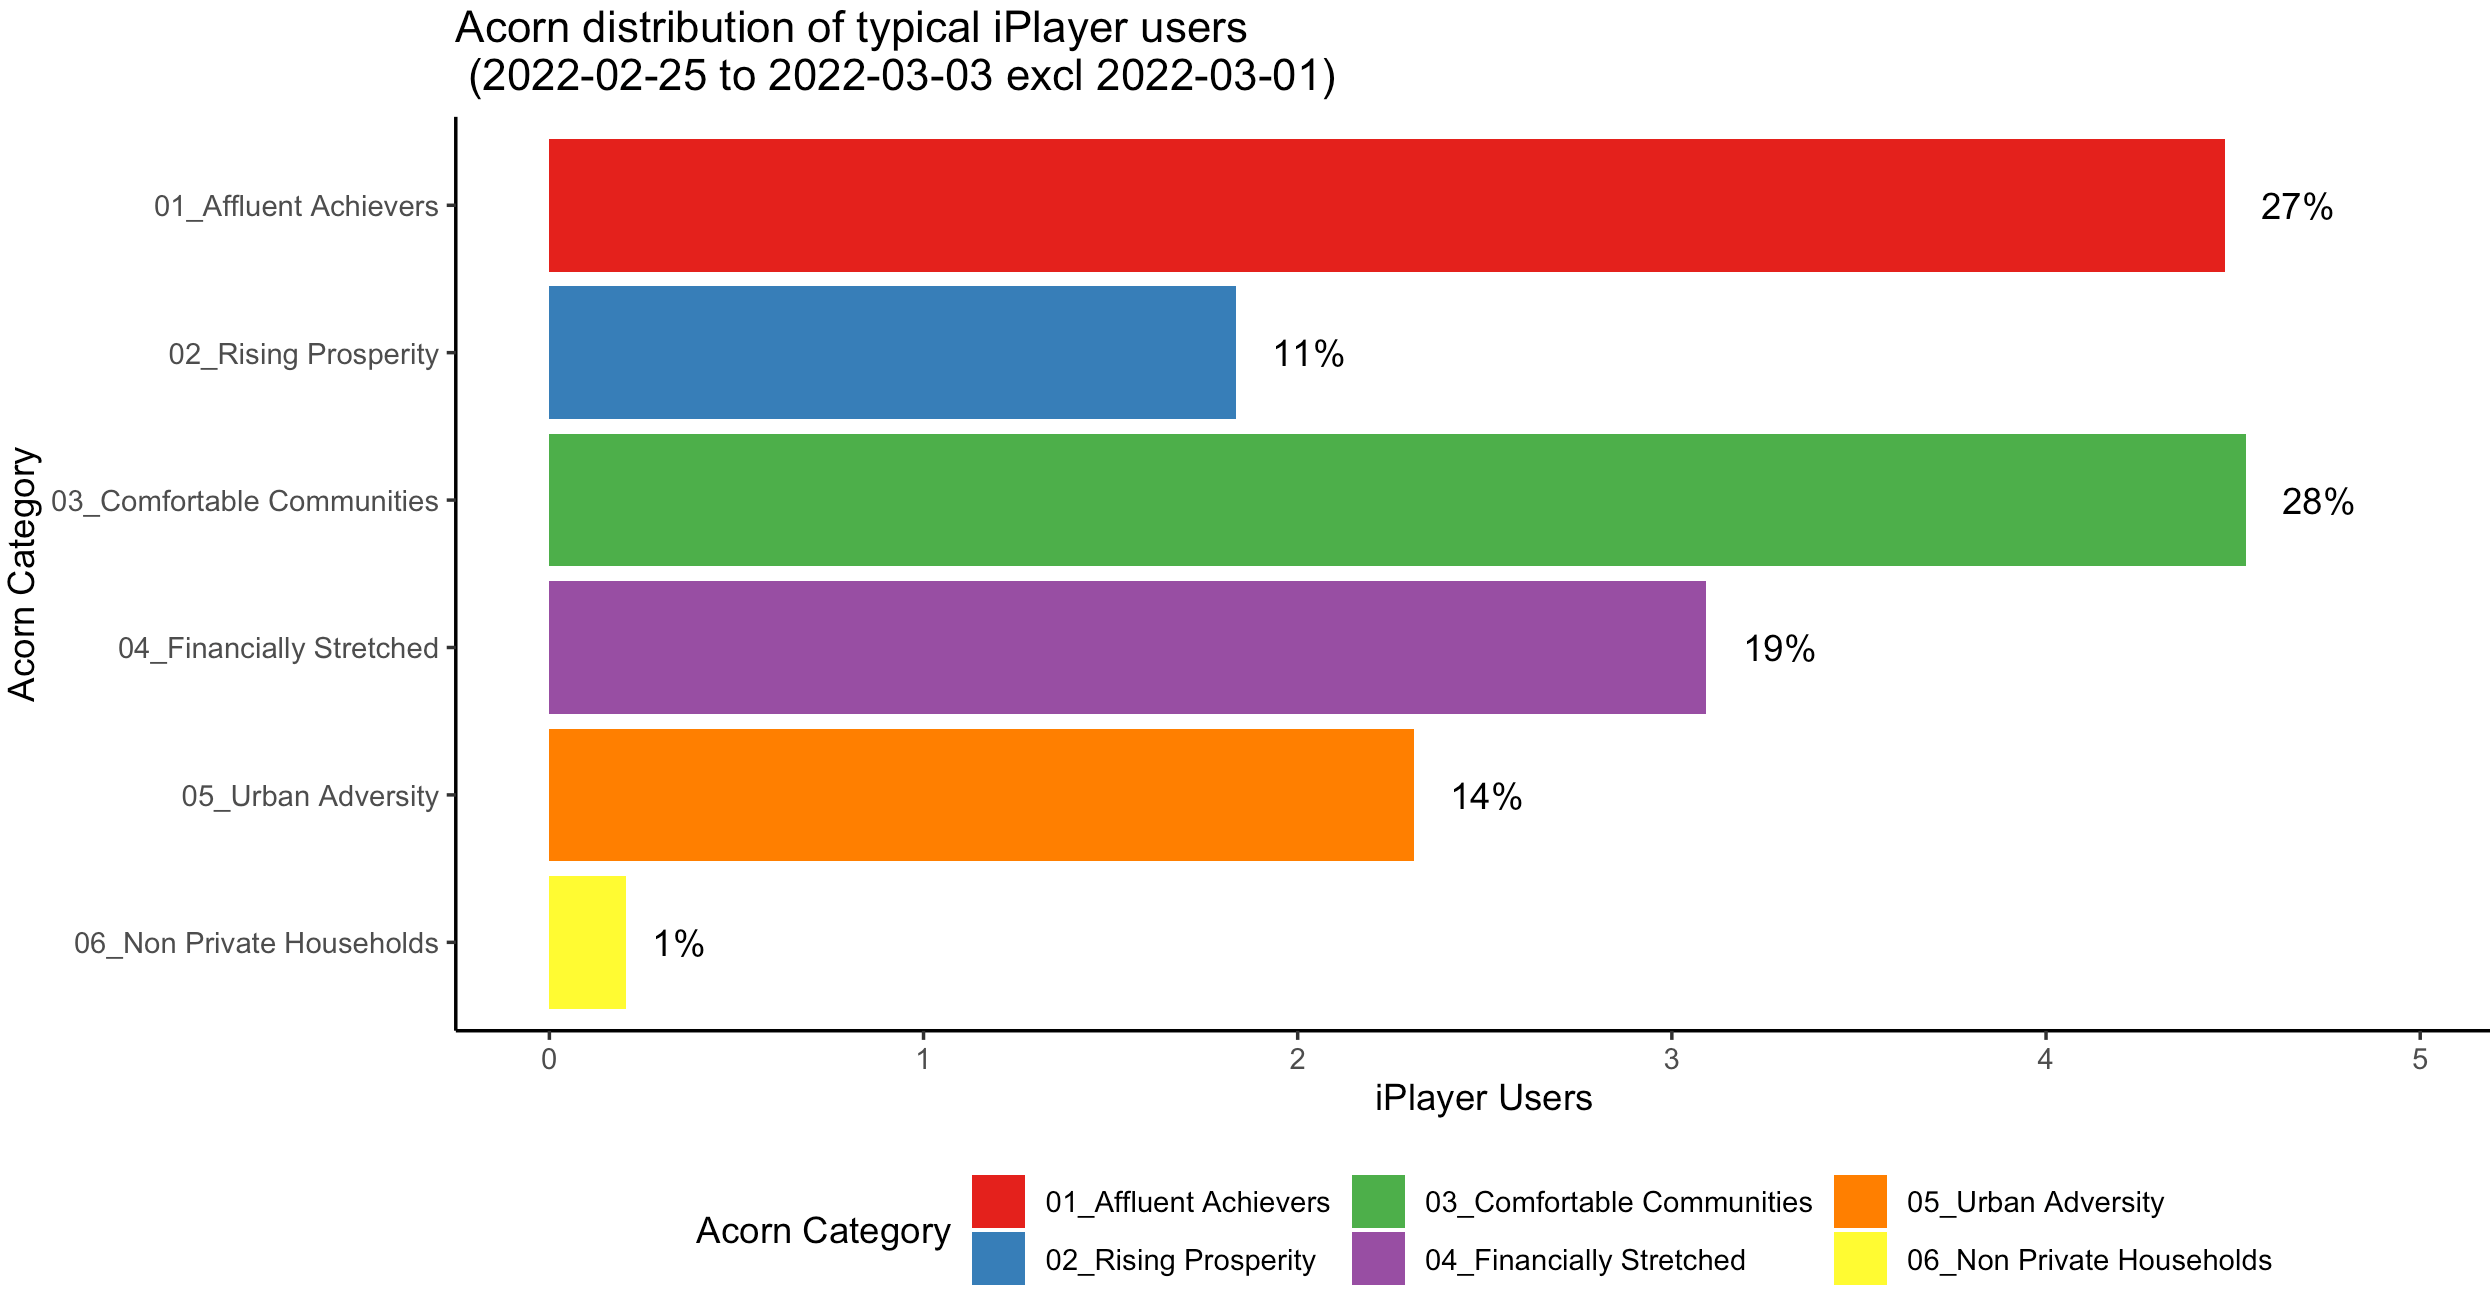 Acorn distribution of typical iPlayer users
(2022-02-25 to 2022-03-03 excl 2022-03-01)
Acorn Category
01_Affluent Achievers
27%
02_Rising Prosperity
11%
03_Comfortable Communities
28%
04_Financially Stretched
19%
05_Urban Adversity
14%
06_Non Private Households
1%
0 1 2 3 4 5
iPlayer Users
Acorn Category
01_Affluent Achievers
02_Rising Prosperity
03_Comfortable Communities
04_Financially Stretched
05_Urban Adversity
06_Non Private Households